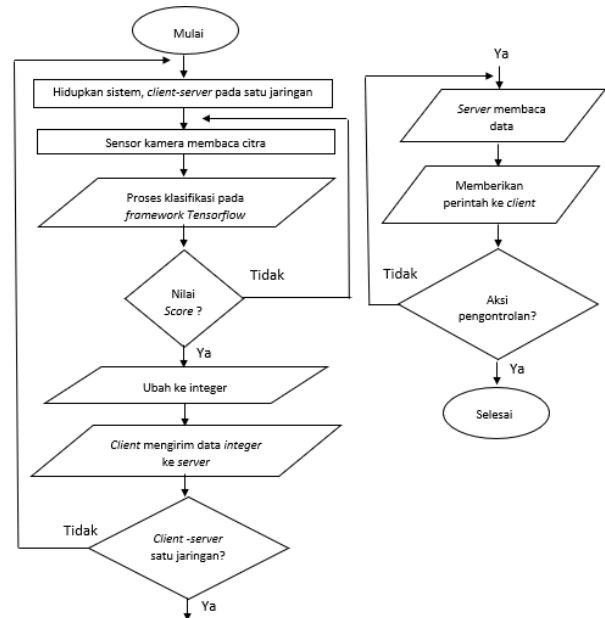 Mulai
Hidupkan sistem, client-server pada satu jaringan
Sensor kamera membaca citra
Proses klasifikasi pada
framework Tensorflow
Tidak
Nilai
Score ?
Ya
Ubah ke integer
Client mengirim data integer
ke server
Tidak
Client -server
satu jaringan?
Ya
Ya
Server membaca
data
Memberikan
perintah ke client
Tidak
Aksi
pengontrolan?
Ya
Selesai